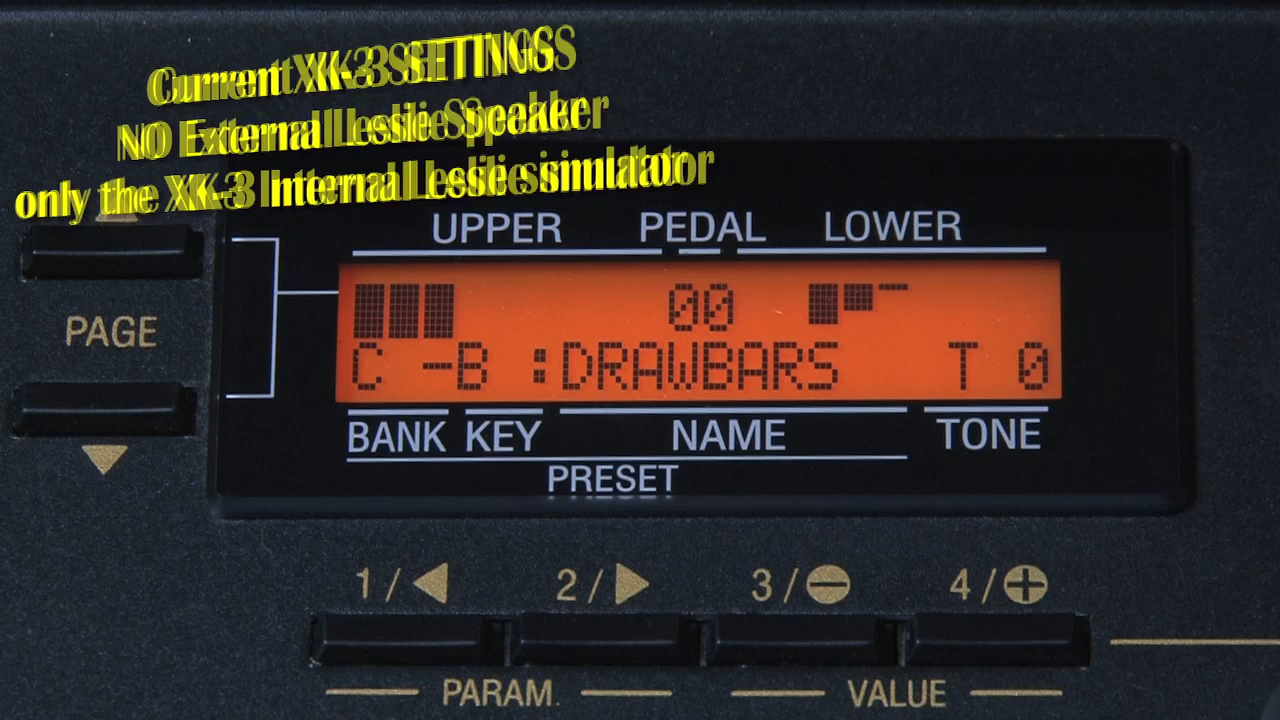 Current XK-3 SETTINGS
NO External Leslie Speaker
only the XK-3 Internal Leslie simulator
UPPER PEDAL LOWER
00
C -B :DRAWBARS T 0
PAGE
BANK KEY NAME TONE
PRESET
1/◀ 2/▶ 3/⊖ 4/⊕
PARAM. VALUE